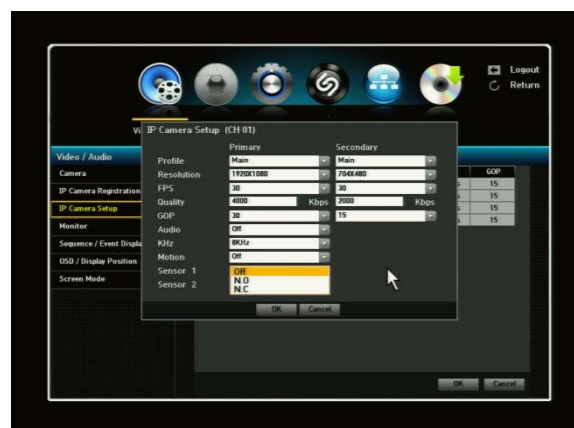 Logout
Return
Vi
IP Camera Setup (CH 01)
Primary Secondary
Video / Audio
Profile Main Main
Camera
Resolution 1920X1080 704X480
GOP
IP Camera Registration
FPS 30 30
15
Quality 4000 Kbps 2000 Kbps
IP Camera Setup
15
GOP 30 15
15
Monitor
Audio Off
Sequence / Event Displa
KHz 8KHz
OSD / Display Position
Motion Off
Screen Mode
Sensor 1 Off
N.O
Sensor 2 N.C
OK Cancel
OK Cancel